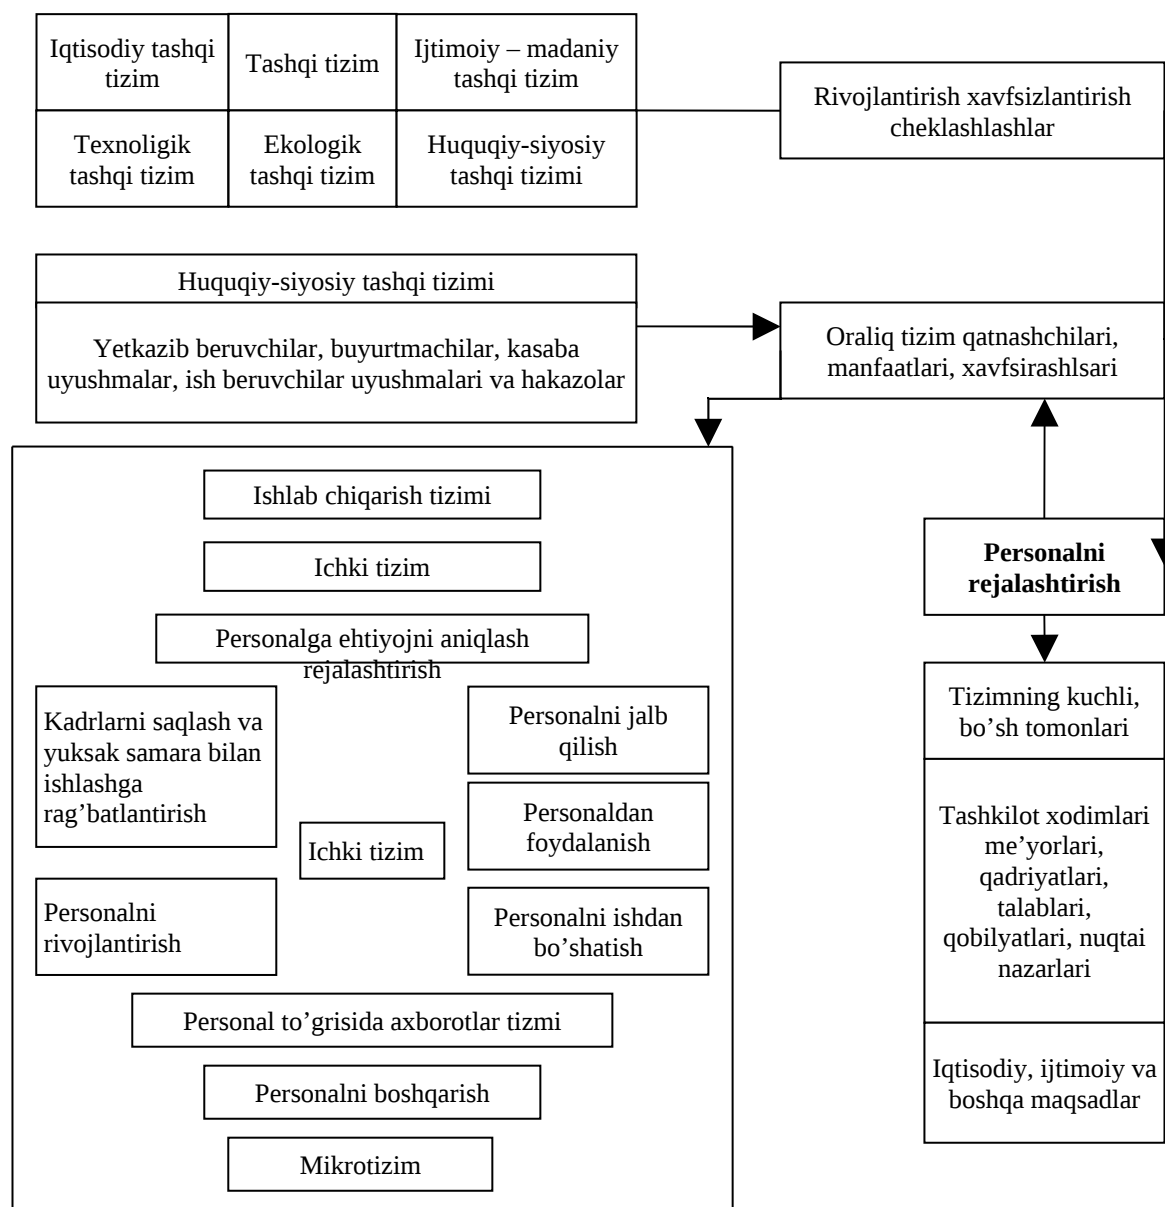 Iqtisodiy tashqi
tizim
Tashqi tizim
Ijtimoiy – madaniy
tashqi tizim
Texnoligik
tashqi tizim
Ekologik
tashqi tizim
Huquqiy-siyosiy
tashqi tizimi
Rivojlantirish xavfsizlantirish
cheklashlashlar
Huquqiy-siyosiy tashqi tizimi
Yetkazib beruvchilar, buyurtmachilar, kasaba
uyushmalar, ish beruvchilar uyushmalari va hakazolar
Oraliq tizim qatnashchilari,
manfaatlari, xavfsirashlsari
Ishlab chiqarish tizimi
Ichki tizim
Personalga ehtiyojni aniqlash
rejalashtirish
Kadrlarni saqlash va
yuksak samara bilan
ishlashga
rag’batlantirish
Personalni jalb
qilish
Personaldan
foydalanish
Ichki tizim
Personalni
rivojlantirish
Personalni ishdan
bo’shatish
Personal to’grisida axborotlar tizmi
Personalni boshqarish
Mikrotizim
Personalni
rejalashtirish
Tizimning kuchli,
bo’sh tomonlari
Tashkilot xodimlari
me’yorlari,
qadriyatlari,
talablari,
qobilyatlari, nuqtai
nazarlari
Iqtisodiy, ijtimoiy va
boshqa maqsadlar